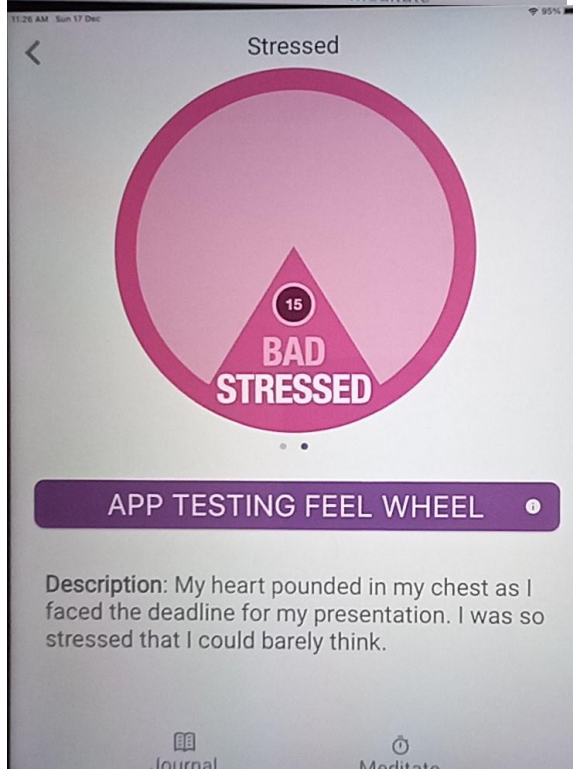 11:26 AM Sun 17 Dec
95%
Stressed
15
BAD
STRESSED
APP TESTING FEEL WHEEL
i
Description: My heart pounded in my chest as I
faced the deadline for my presentation. I was so
stressed that I could barely think.
Journal
Meditate